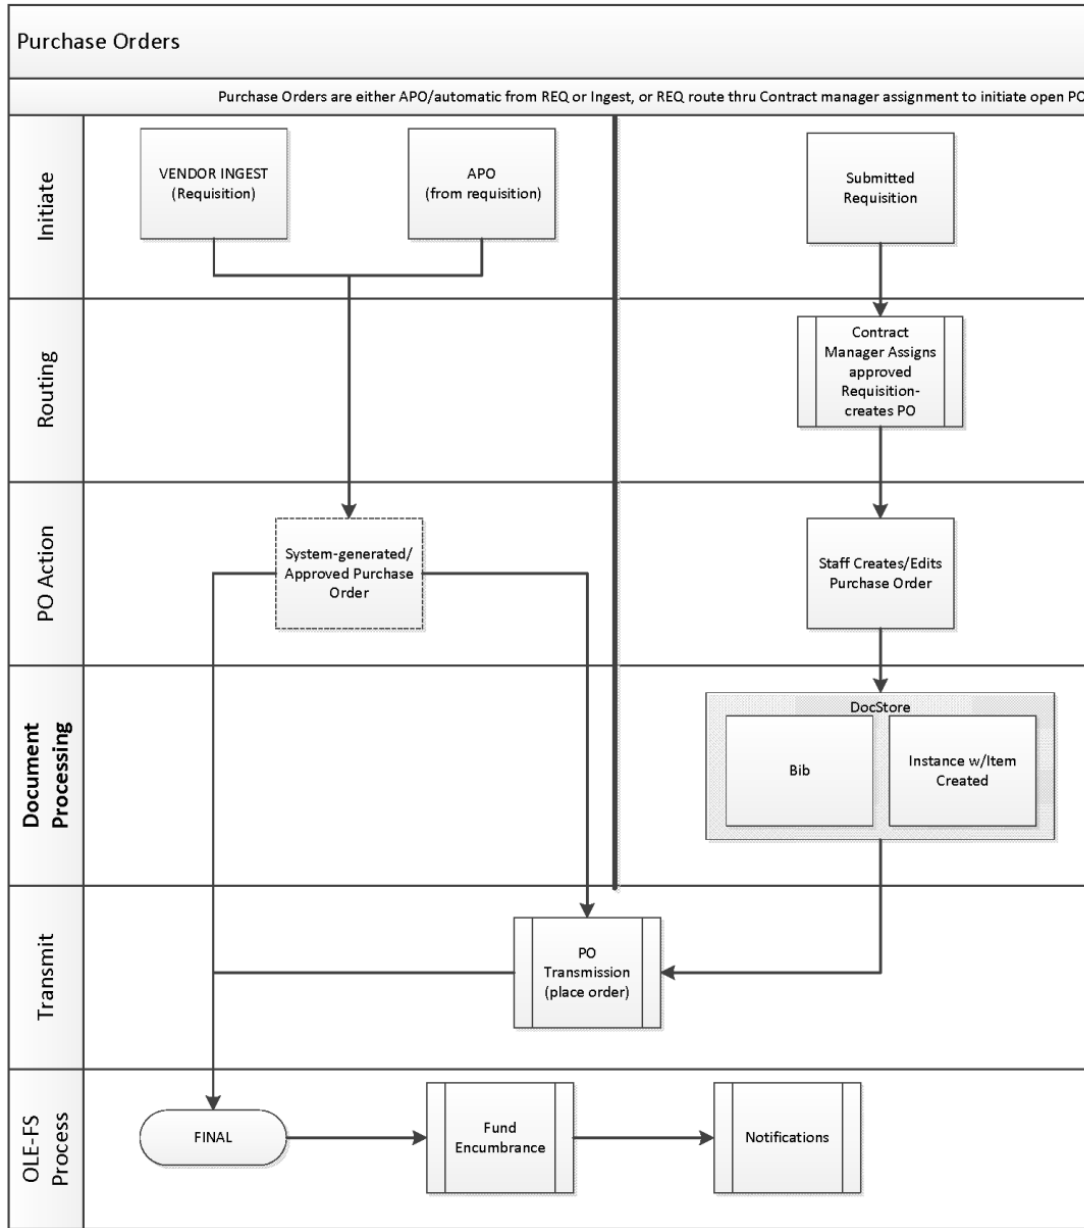 Purchase Orders
Purchase Orders are either APO/automatic from REQ or Ingest, or REQ route thru Contract manager assignment to initiate open PO
Initiate
VENDOR INGEST
(Requisition)
APO
(from requisition)
Submitted
Requisition
Routing
Contract
Manager Assigns
approved
Requisition-
creates PO
PO Action
System-generated/
Approved Purchase
Order
Staff Creates/Edits
Purchase Order
Document
Processing
DocStore
Bib
Instance w/Item
Created
Transmit
PO
Transmission
(place order)
OLE-FS
Process
FINAL
Fund
Encumbrance
Notifications